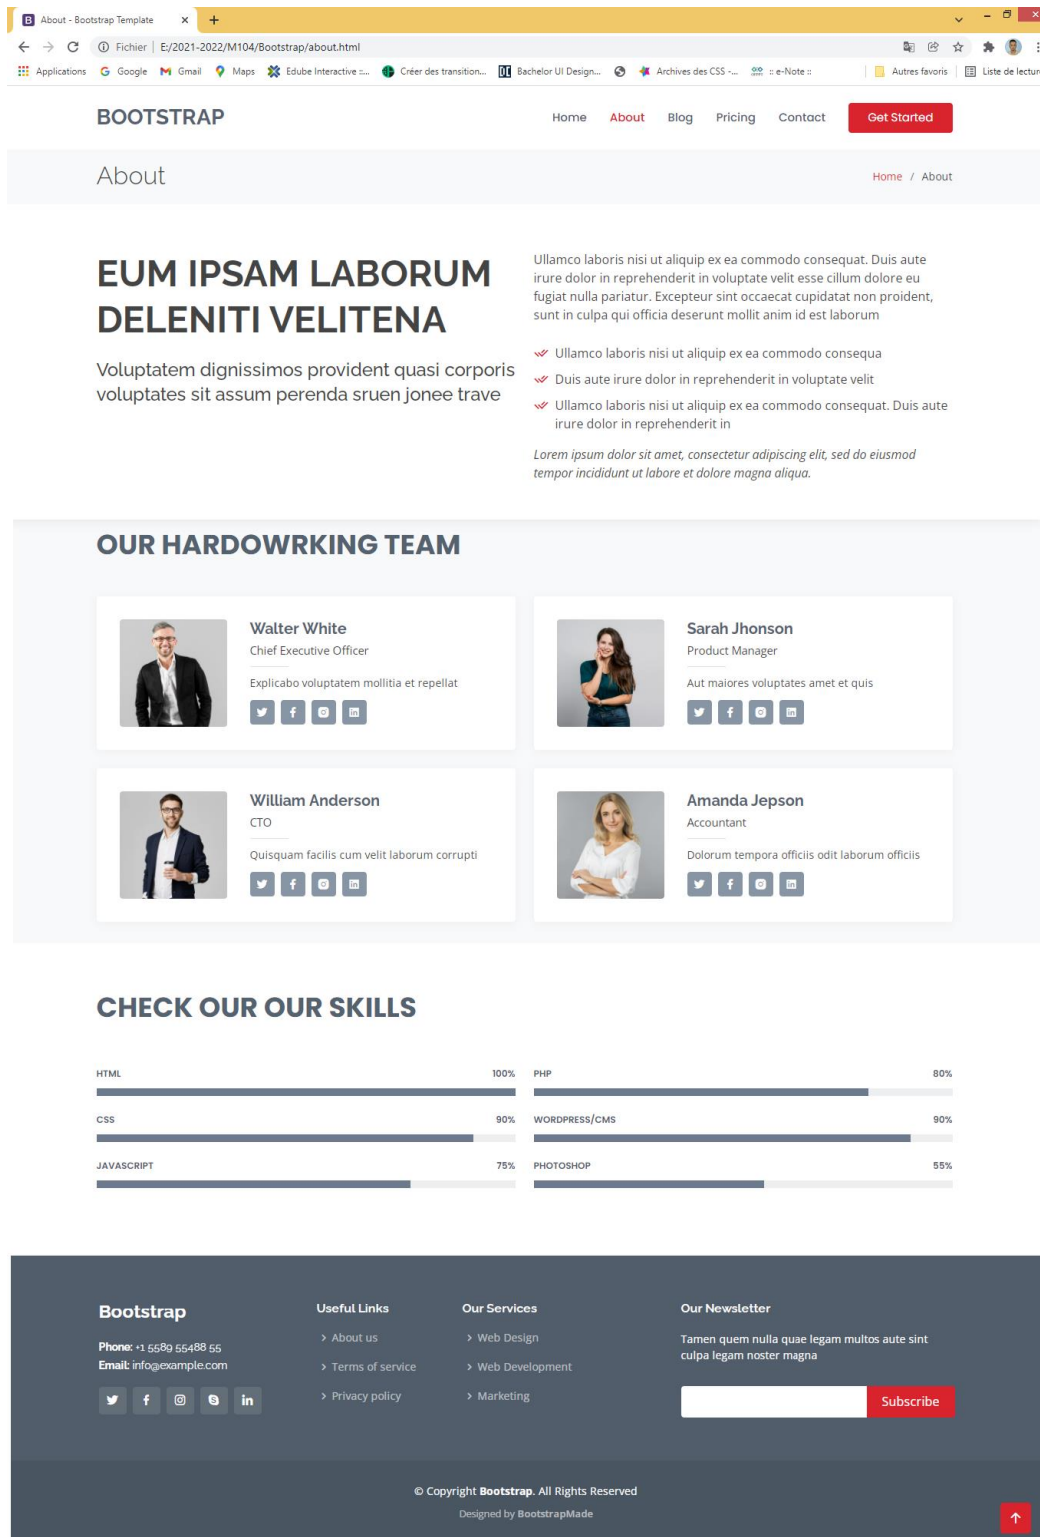 About - Bootstrap Template
Fichier | E:/2021-2022/M104/Bootstrap/about.html
Applications Google Gmail Maps Edube Interactive ::... Créer des transition... Bachelor UI Design... Archives des CSS -... :: e-Note :: Autres favoris Liste de lecture
BOOTSTRAP
Home About Blog Pricing Contact Get Started
About
Home / About
EUM IPSAM LABORUM
DELENITI VELITENA
Voluptatem dignissimos provident quasi corporis
voluptates sit assum perenda sruen jonee trave
Ullamco laboris nisi ut aliquip ex ea commodo consequat. Duis aute
irure dolor in reprehenderit in voluptate velit esse cillum dolore eu
fugiat nulla pariatur. Excepteur sint occaecat cupidatat non proident,
sunt in culpa qui officia deserunt mollit anim id est laborum
Ullamco laboris nisi ut aliquip ex ea commodo consequa
Duis aute irure dolor in reprehenderit in voluptate velit
Ullamco laboris nisi ut aliquip ex ea commodo consequat. Duis aute
irure dolor in reprehenderit in
Lorem ipsum dolor sit amet, consectetur adipiscing elit, sed do eiusmod
tempor incididunt ut labore et dolore magna aliqua.
OUR HARDOWRKING TEAM
Walter White
Chief Executive Officer
Explicabo voluptatem mollitia et repellat
Sarah Jhonson
Product Manager
Aut maiores voluptates amet et quis
William Anderson
CTO
Quisquam facilis cum velit laborum corrupti
Amanda Jepson
Accountant
Dolorum tempora officiis odit laborum officiis
CHECK OUR OUR SKILLS
HTML 100%
PHP 80%
CSS 90%
WORDPRESS/CMS 90%
JAVASCRIPT 75%
PHOTOSHOP 55%
Bootstrap
Phone: +1 5589 55488 55
Email: info@example.com
Useful Links
> About us
> Terms of service
> Privacy policy
Our Services
> Web Design
> Web Development
> Marketing
Our Newsletter
Tamen quem nulla quae legam multos aute sint
culpa legam noster magna
Subscribe
© Copyright Bootstrap. All Rights Reserved
Designed by BootstrapMade